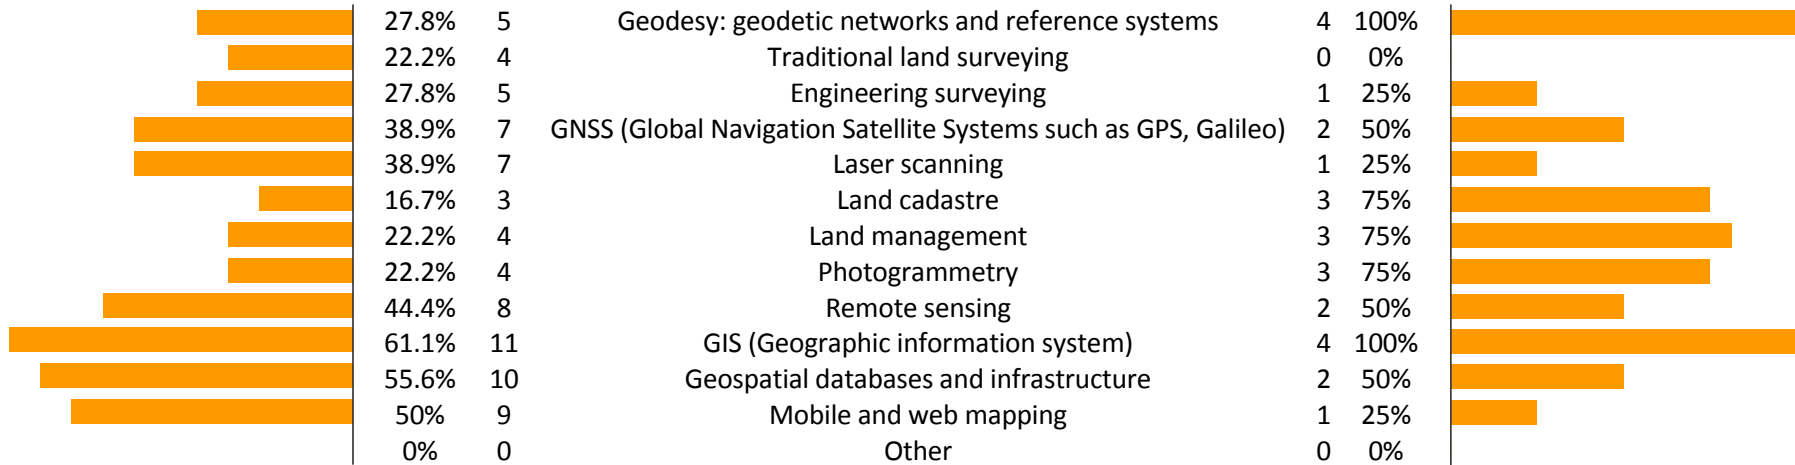 27.8% 5 Geodesy: geodetic networks and reference systems 4 100%
22.2% 4 Traditional land surveying 0 0%
27.8% 5 Engineering surveying 1 25%
38.9% 7 GNSS (Global Navigation Satellite Systems such as GPS, Galileo) 2 50%
38.9% 7 Laser scanning 1 25%
16.7% 3 Land cadastre 3 75%
22.2% 4 Land management 3 75%
22.2% 4 Photogrammetry 3 75%
44.4% 8 Remote sensing 2 50%
61.1% 11 GIS (Geographic information system) 4 100%
55.6% 10 Geospatial databases and infrastructure 2 50%
50% 9 Mobile and web mapping 1 25%
0% 0 Other 0 0%